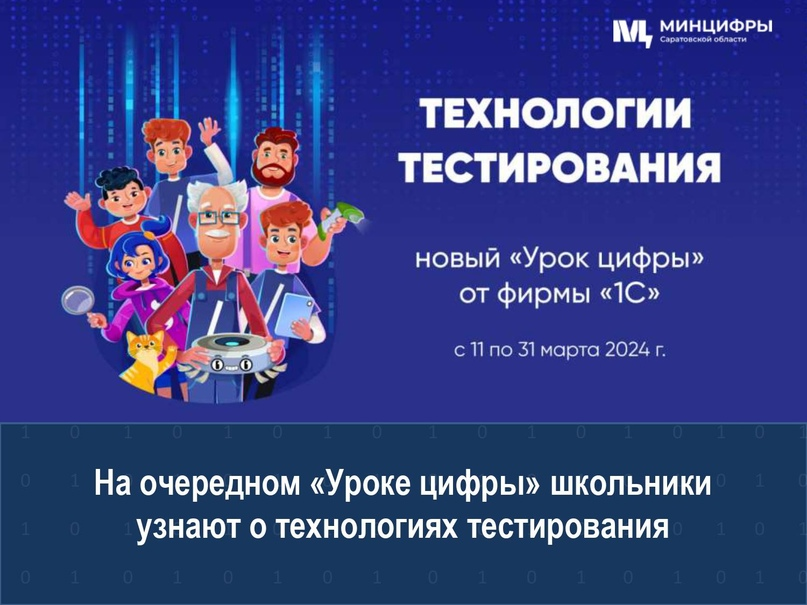 МИНЦИФРЫ
Саратовской области
ТЕХНОЛОГИИ
ТЕСТИРОВАНИЯ
новый «Урок цифры»
от фирмы «1С»
с 11 по 31 марта 2024 г.
На очередном «Уроке цифры» школьники
узнают о технологиях тестирования